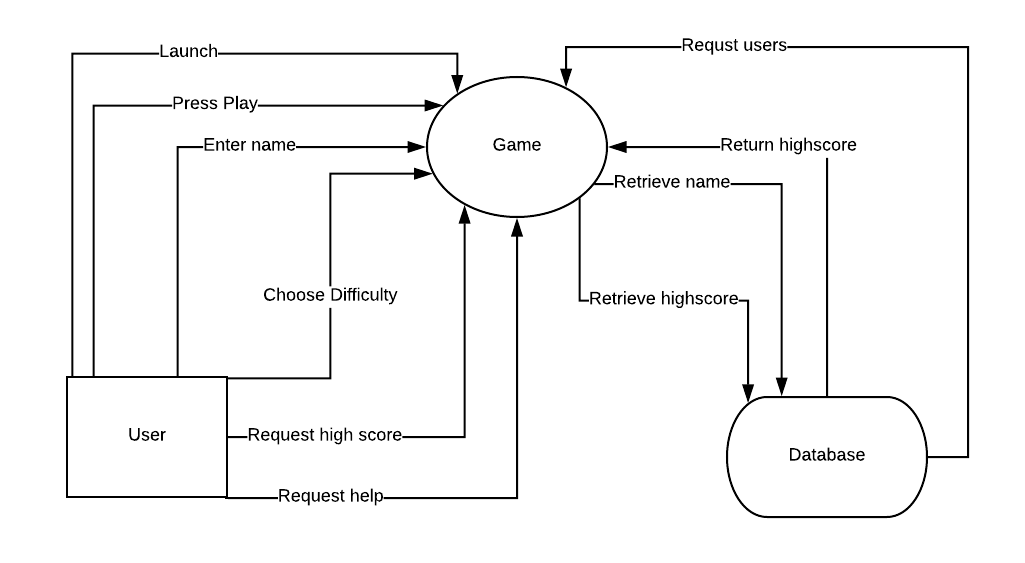 Requst users
Launch
Press Play
Enter name
Game
Return highscore
Retrieve name
Choose Difficulty
Retrieve highscore
User
Request high score
Database
Request help